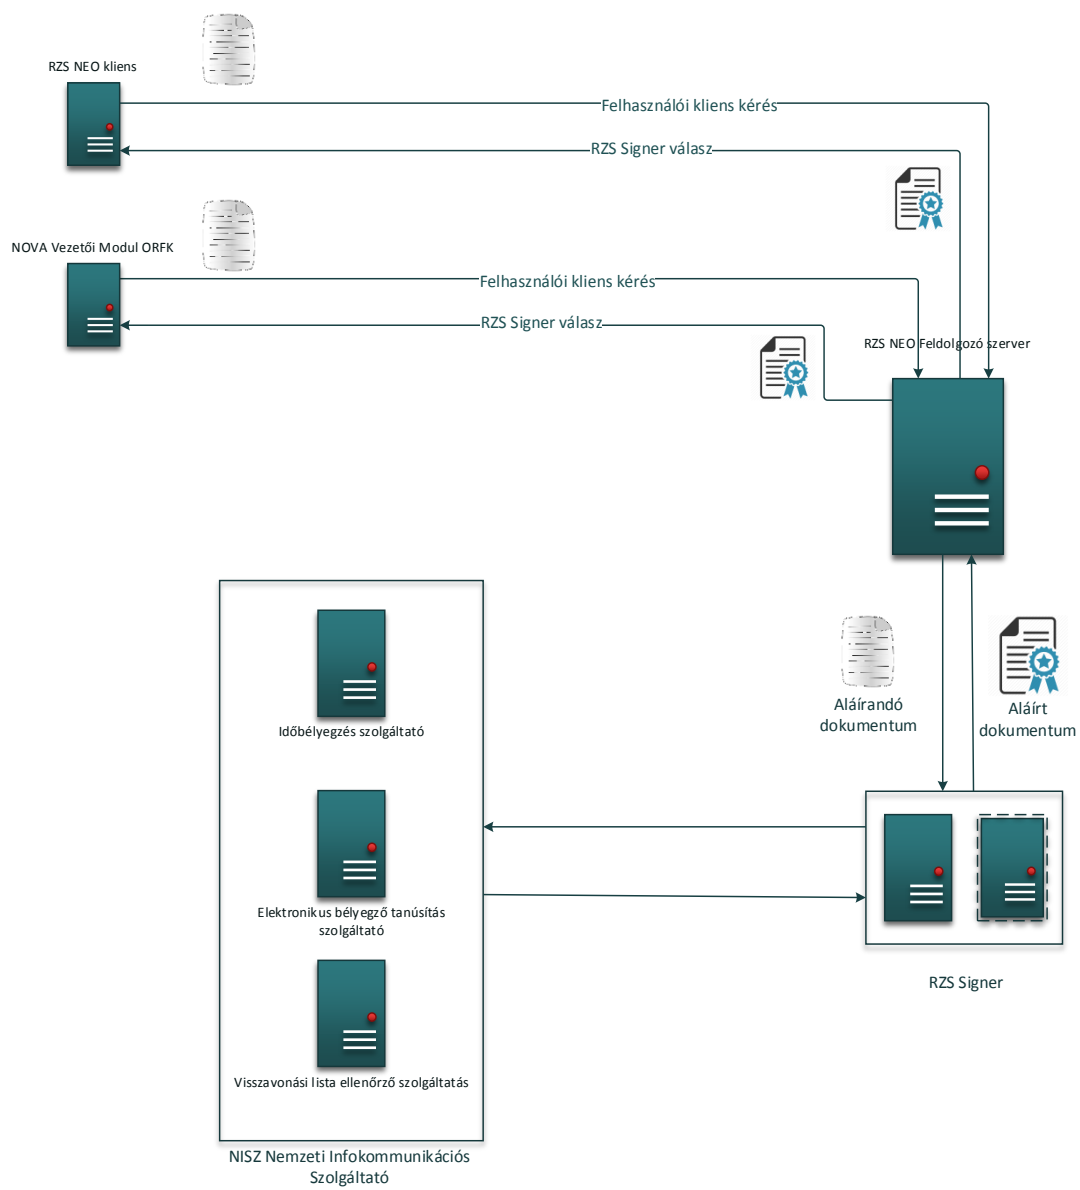 RZS NEO kliens
Felhasználói kliens kérés
RZS Signer válasz
NOVA Vezetői Modul ORFK
Felhasználói kliens kérés
RZS Signer válasz
RZS NEO Feldolgozó szerver
Aláírandó
dokumentum
Aláírt
dokumentum
Időbélyegzés szolgáltató
Elektronikus bélyegző tanúsítás
szolgáltató
RZS Signer
Visszavonási lista ellenőrző szolgáltatás
NISZ Nemzeti Infokommunikációs
Szolgáltató